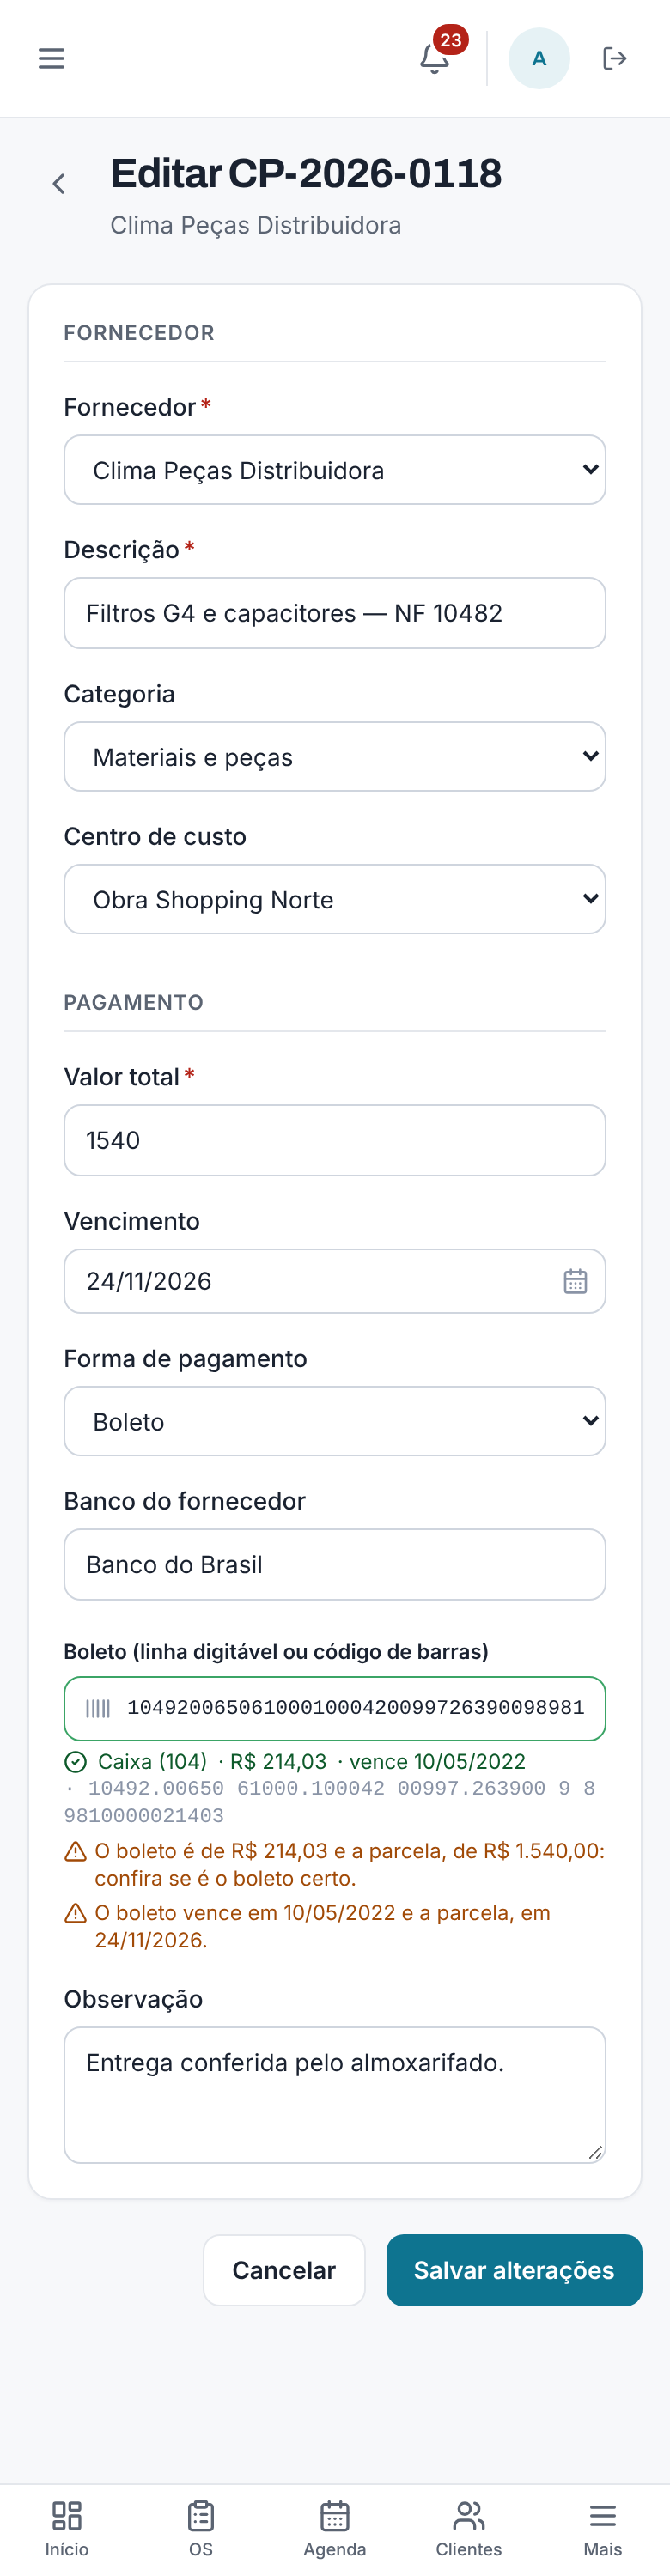 23
A
Editar CP-2026-0118
Clima Peças Distribuidora
FORNECEDOR
Fornecedor *
Clima Peças Distribuidora
Descrição *
Filtros G4 e capacitores — NF 10482
Categoria
Materiais e peças
Centro de custo
Obra Shopping Norte
PAGAMENTO
Valor total *
1540
Vencimento
24/11/2026
Forma de pagamento
Boleto
Banco do fornecedor
Banco do Brasil
Boleto (linha digitável ou código de barras)
1049200650610001000420099726390098981
Caixa (104) · R$ 214,03 · vence 10/05/2022
· 10492.00650 61000.100042 00997.263900 9 8
9810000021403
O boleto é de R$ 214,03 e a parcela, de R$ 1.540,00:
confira se é o boleto certo.
O boleto vence em 10/05/2022 e a parcela, em
24/11/2026.
Observação
Entrega conferida pelo almoxarifado.
Cancelar
Salvar alterações
Início
OS
Agenda
Clientes
Mais